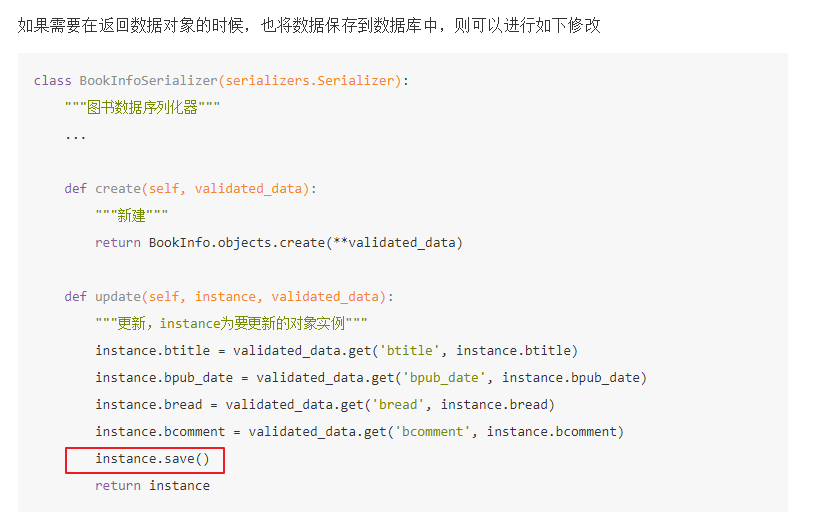 如果需要在返回数据对象的时候，也将数据保存到数据库中，则可以进行如下修改
class BookInfoSerializer(serializers.Serializer):
    """图书数据序列化器"""
    ...
    def create(self, validated_data):
        """新建"""
        return BookInfo.objects.create(**validated_data)
    def update(self, instance, validated_data):
        """更新，instance为要更新的对象实例"""
        instance.btitle = validated_data.get('btitle', instance.btitle)
        instance.bpub_date = validated_data.get('bpub_date', instance.bpub_date)
        instance.bread = validated_data.get('bread', instance.bread)
        instance.bcomment = validated_data.get('bcomment', instance.bcomment)
        instance.save()
        return instance